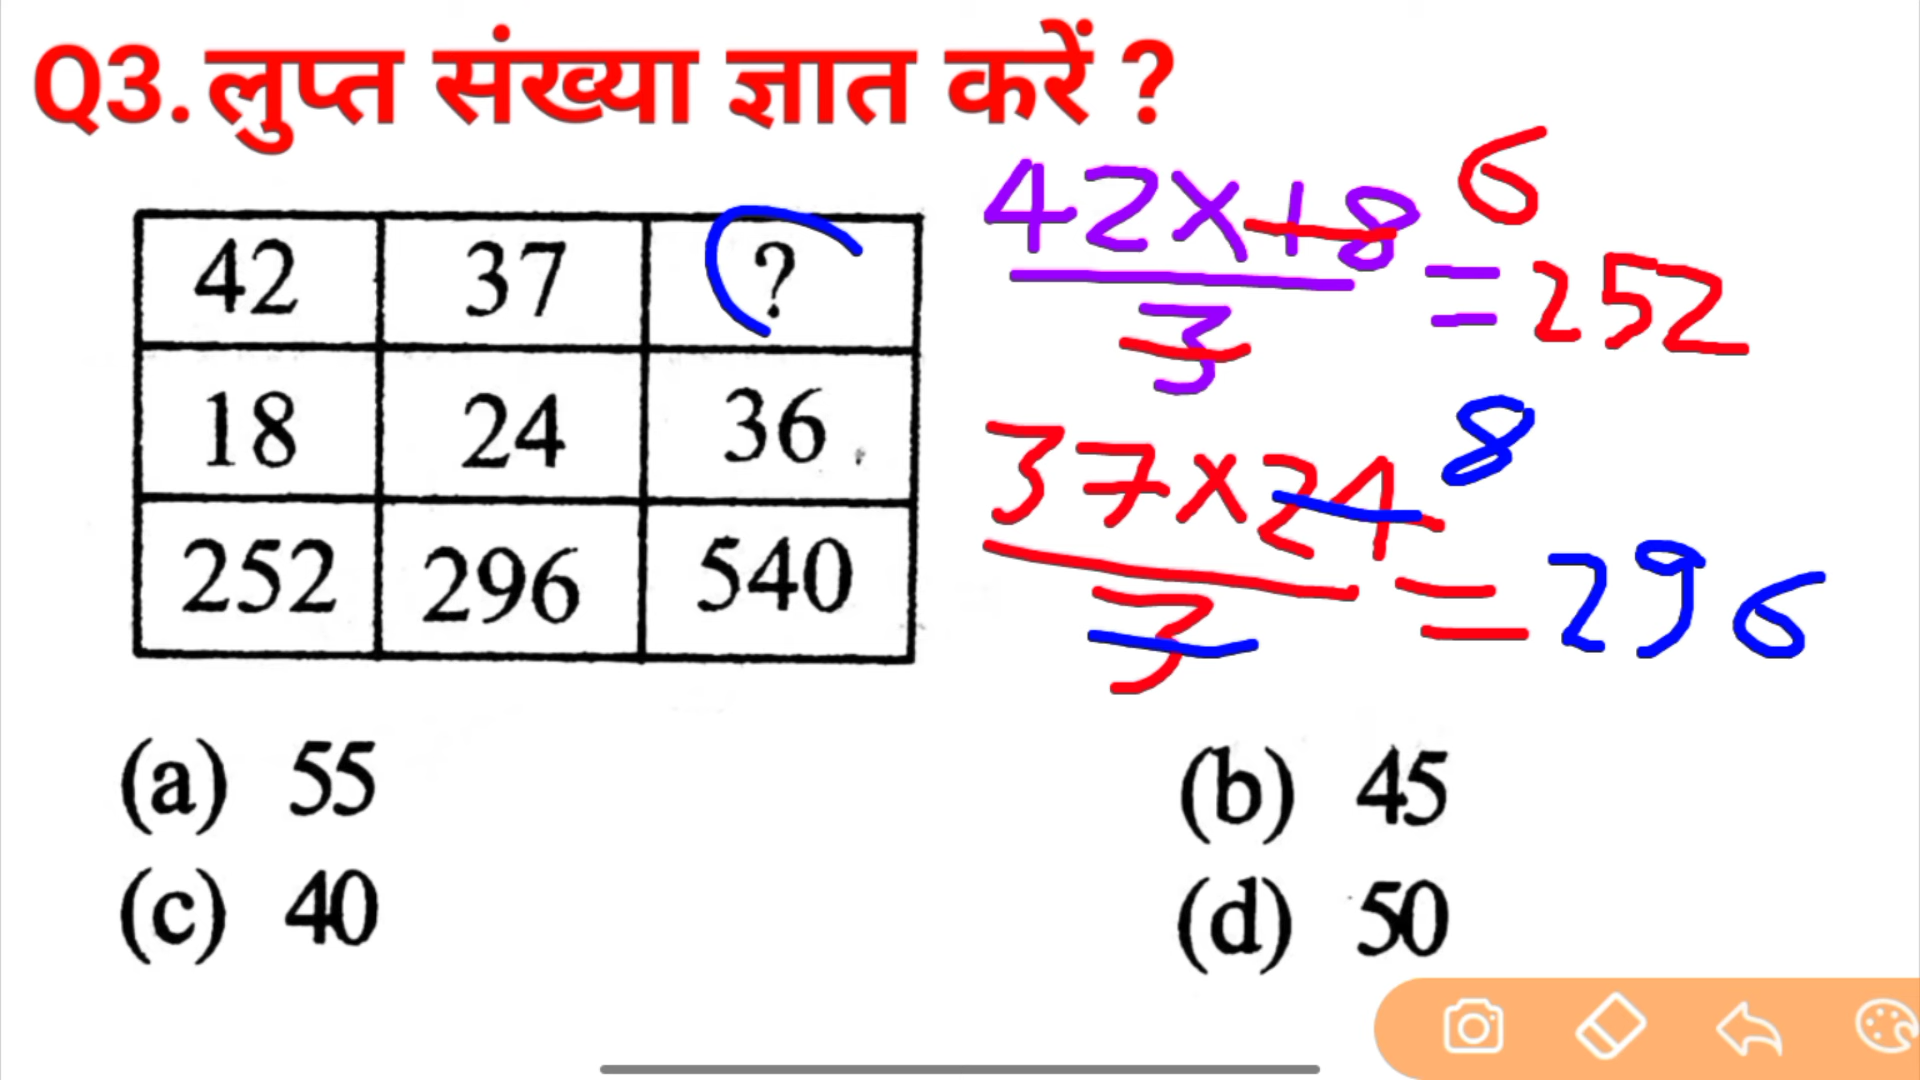 Q3. लुप्त संख्या ज्ञात करें ?
42 37 ?
18 24 36
252 296 540
42×18 6
3
= 252
37×24 8
3
= 296
(a) 55
(b) 45
(c) 40
(d) 50